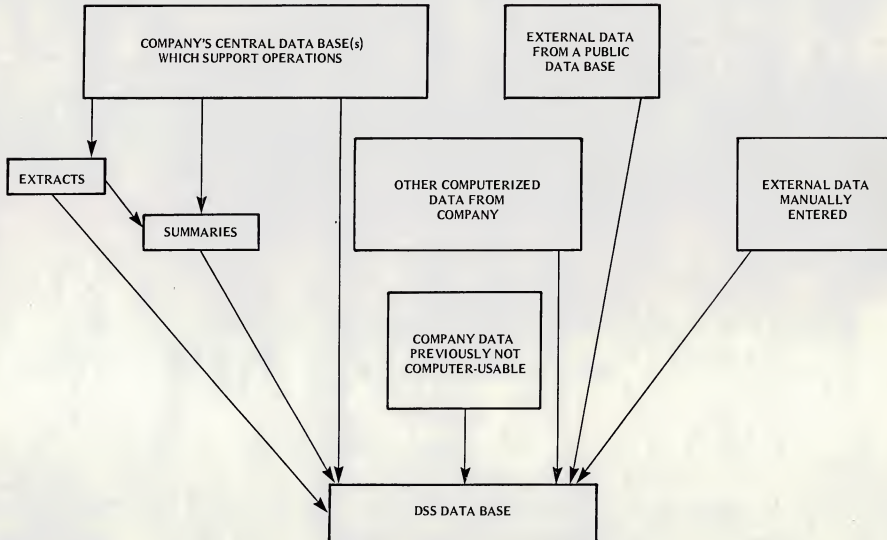 COMPANY'S CENTRAL DATA BASE(s)
WHICH SUPPORT OPERATIONS
EXTERNAL DATA
FROM A PUBLIC
DATA BASE
EXTRACTS
SUMMARIES
OTHER COMPUTERIZED
DATA FROM
COMPANY
EXTERNAL DATA
MANUALLY
ENTERED
COMPANY DATA
PREVIOUSLY NOT
COMPUTER-USABLE
DSS DATA BASE